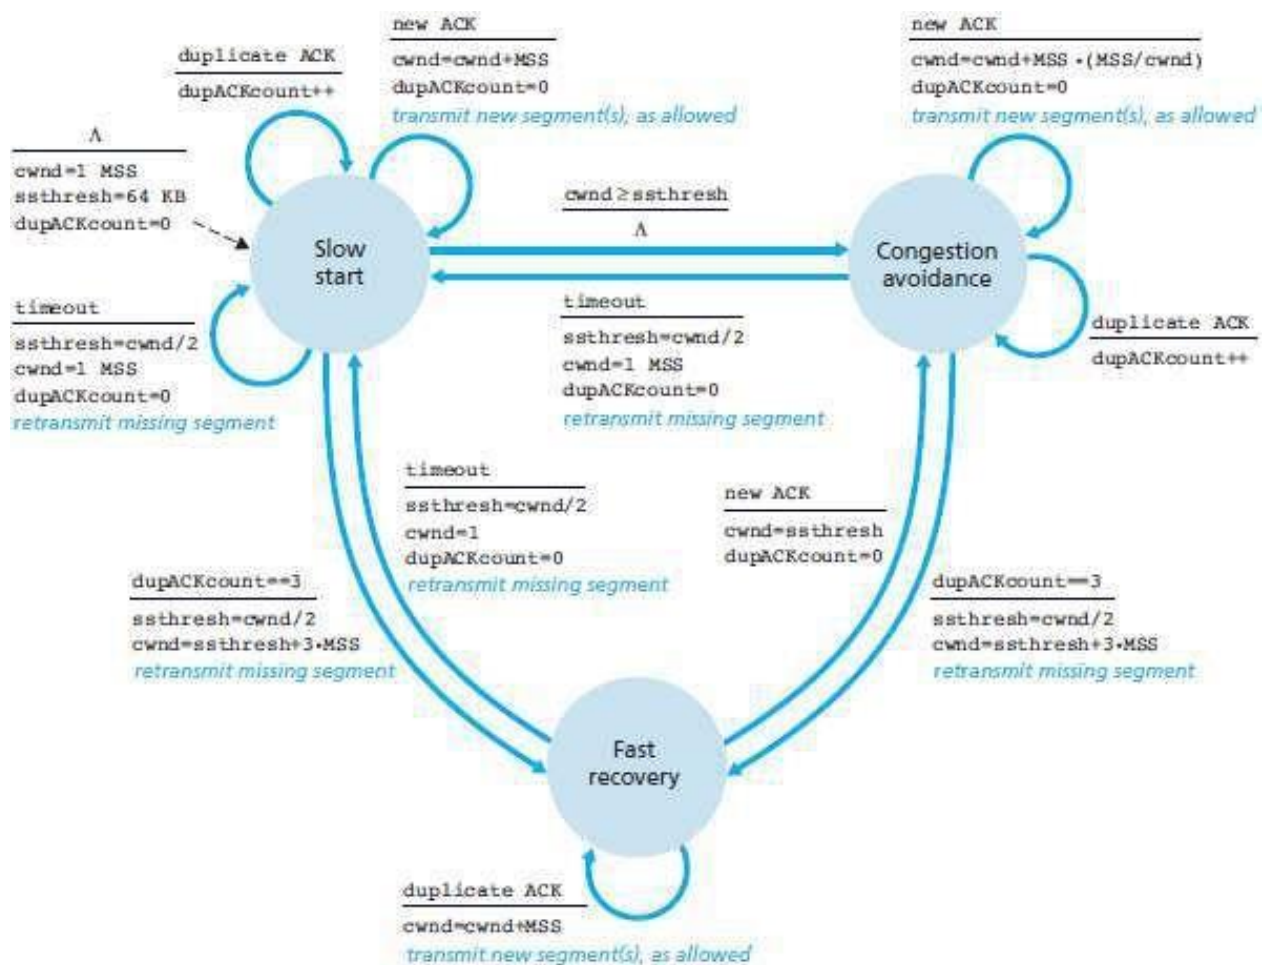 new ACK
cwnd=cwnd+MSS
dupACKcount=0
transmit new segment(s), as allowed
duplicate ACK
dupACKcount++
Λ
cwnd=1 MSS
ssthresh=64 KB
dupACKcount=0
new ACK
cwnd=cwnd+MSS •(MSS/cwnd)
dupACKcount=0
transmit new segment(s), as allowed
cwnd≥ssthresh
Λ
Slow
start
Congestion
avoidance
timeout
ssthresh=cwnd/2
cwnd=1 MSS
dupACKcount=0
retransmit missing segment
timeout
ssthresh=cwnd/2
cwnd=1 MSS
dupACKcount=0
retransmit missing segment
duplicate ACK
dupACKcount++
timeout
ssthresh=cwnd/2
cwnd=1
dupACKcount=0
retransmit missing segment
new ACK
cwnd=ssthresh
dupACKcount=0
dupACKcount==3
ssthresh=cwnd/2
cwnd=ssthresh+3•MSS
retransmit missing segment
dupACKcount==3
ssthresh=cwnd/2
cwnd=ssthresh+3•MSS
retransmit missing segment
Fast
recovery
duplicate ACK
cwnd=cwnd+MSS
transmit new segment(s), as allowed